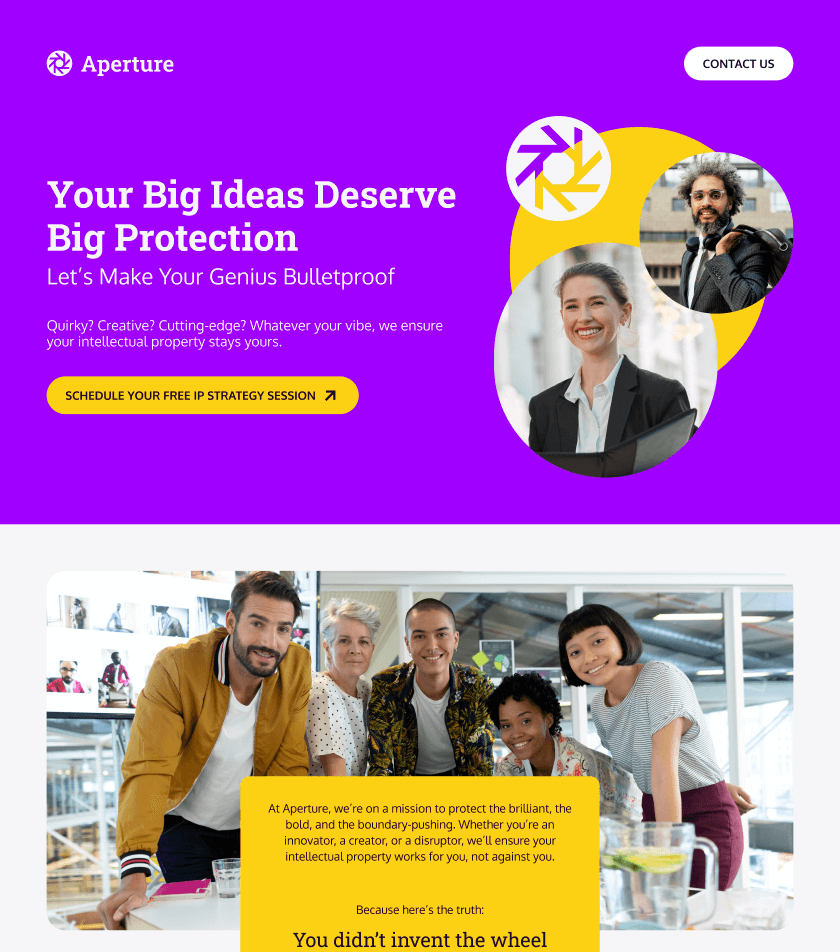 Aperture
CONTACT US
Your Big Ideas Deserve
Big Protection
Let's Make Your Genius Bulletproof
Quirky? Creative? Cutting-edge? Whatever your vibe, we ensure
your intellectual property stays yours.
SCHEDULE YOUR FREE IP STRATEGY SESSION
At Aperture, we're on a mission to protect the brilliant, the
bold, and the boundary-pushing. Whether you're an
innovator, a creator, or a disruptor, we'll ensure your
intellectual property works for you, not against you.
Because here's the truth:
You didn't invent the wheel